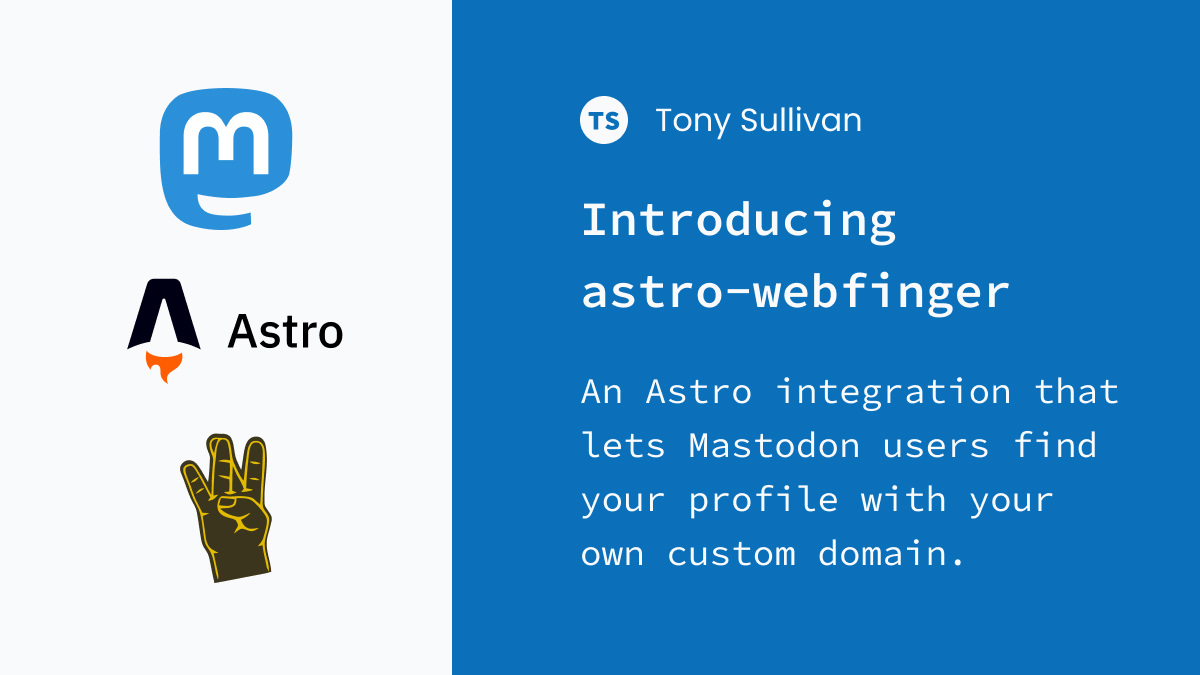 m
Astro
TS Tony Sullivan
Introducing
astro-webfinger
An Astro integration that
lets Mastodon users find
your profile with your
own custom domain.